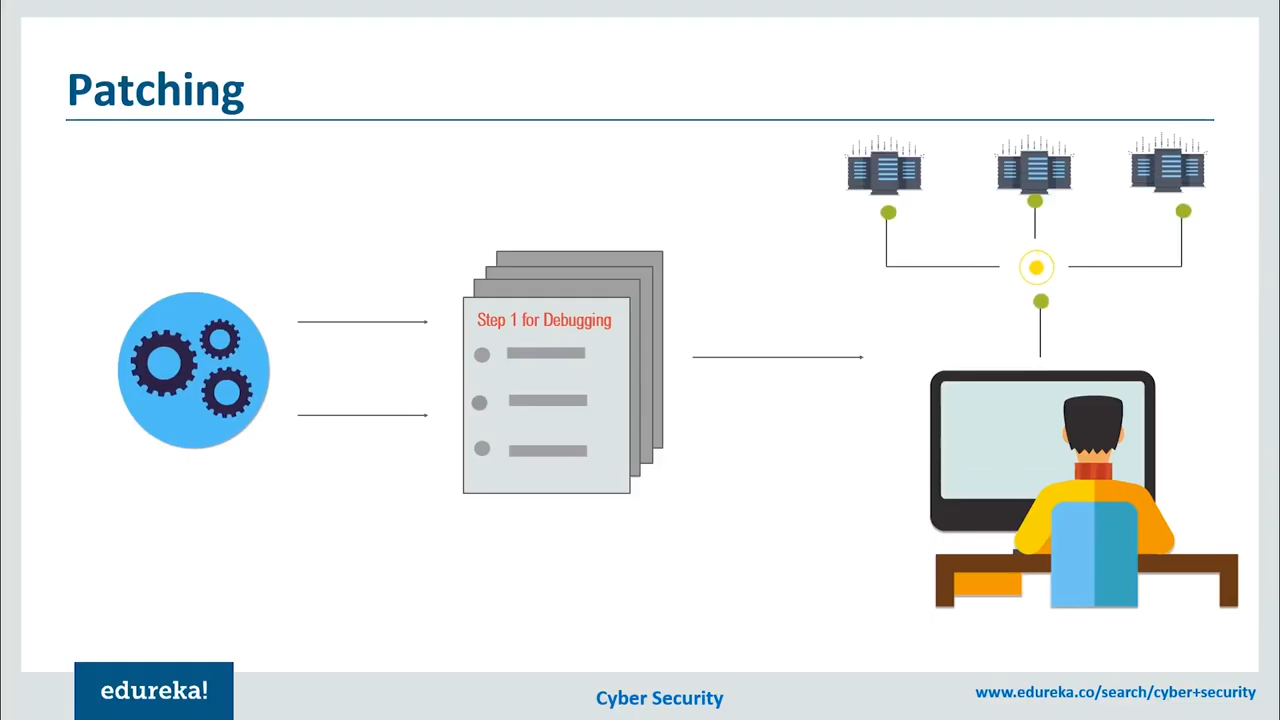 Patching
Step 1 for Debugging
edureka!
Cyber Security
www.edureka.co/search/cyber+security